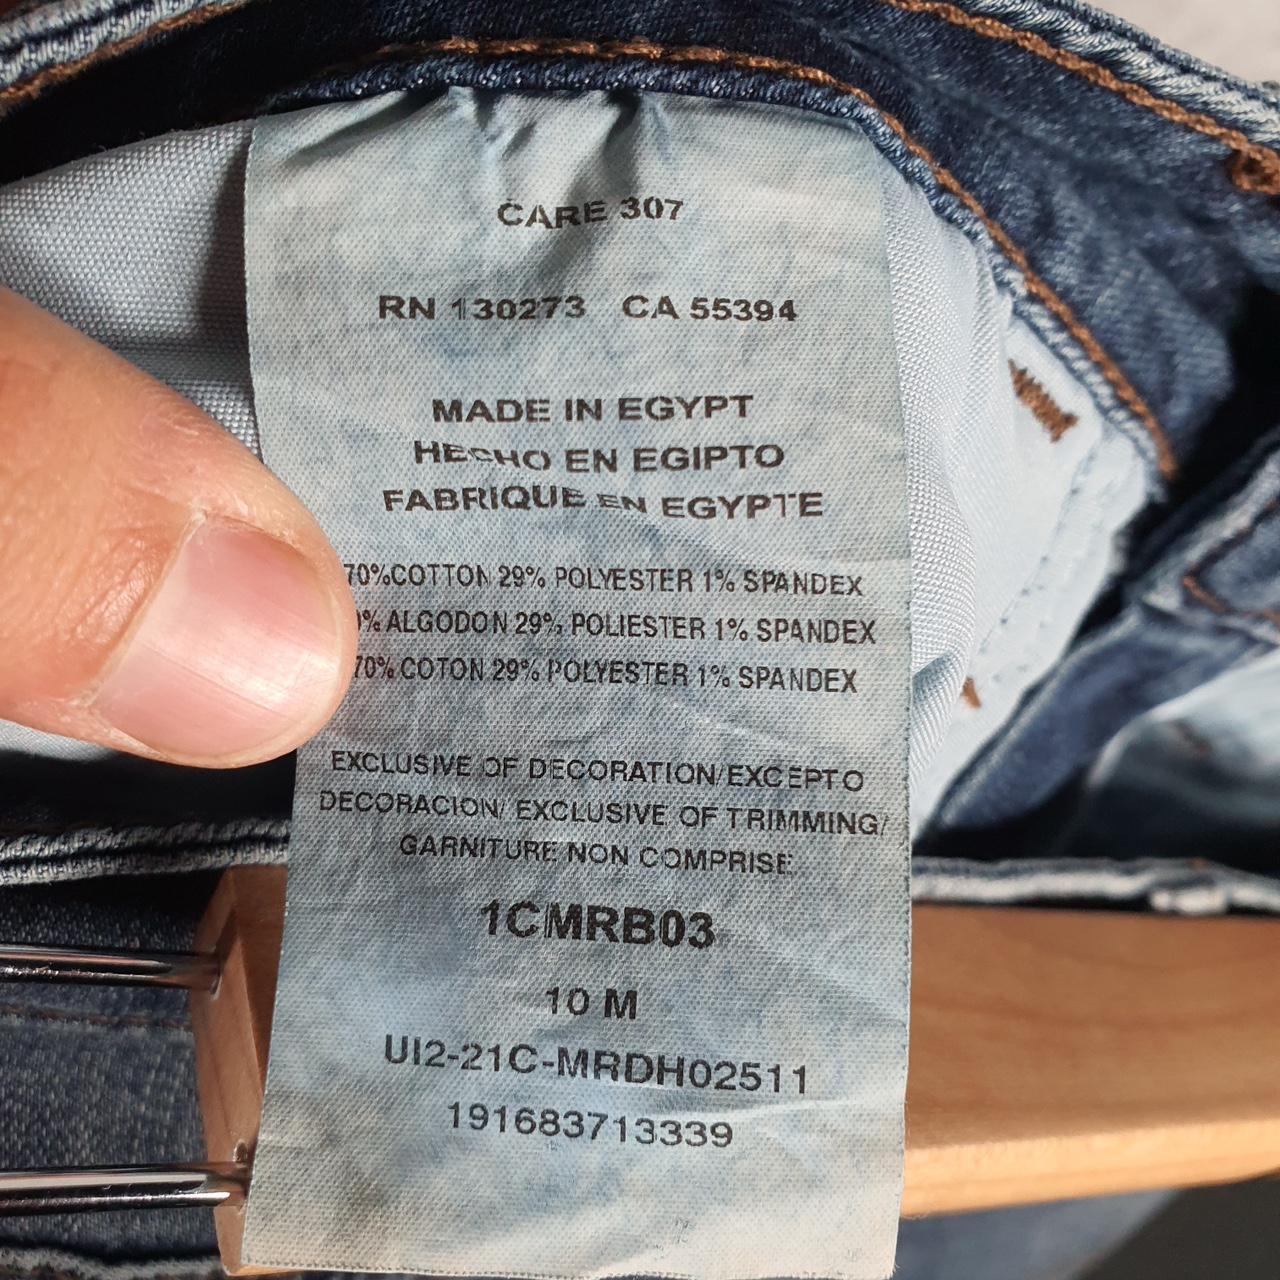 CARE 307
RN 130273 CA 55394
MADE IN EGYPT
HECHO EN EGIPTO
FABRIQUE EN EGYPTE
70%COTTON 29% POLYESTER 1% SPANDEX
0% ALGODON 29% POLIESTER 1% SPANDEX
70% COTON 29% POLYESTER 1% SPANDEX
EXCLUSIVE OF DECORATION/EXCEPTO
DECORACION/ EXCLUSIVE OF TRIMMING/
GARNITURE NON COMPRISE
1CMRB03
10 M
UI2-21C-MRDH02511
191683713339